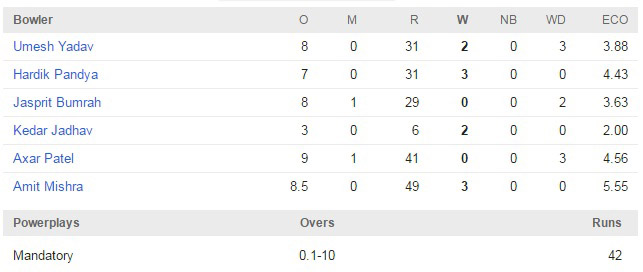 Bowler O M R W NB WD ECO
Umesh Yadav 8 0 31 2 0 3 3.88
Hardik Pandya 7 0 31 3 0 0 4.43
Jasprit Bumrah 8 1 29 0 0 2 3.63
Kedar Jadhav 3 0 6 2 0 0 2.00
Axar Patel 9 1 41 0 0 3 4.56
Amit Mishra 8.5 0 49 3 0 0 5.55
Powerplays Overs Runs
Mandatory 0.1-10 42